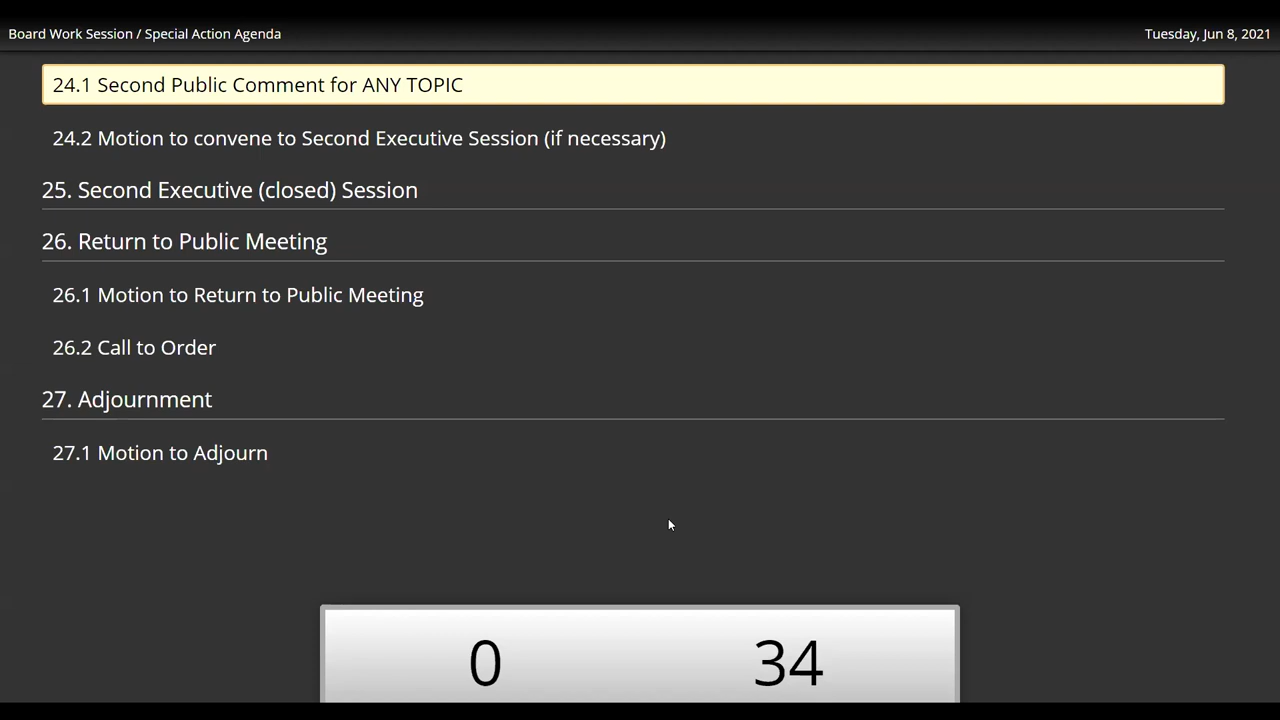 Board Work Session / Special Action Agenda
Tuesday, Jun 8, 2021
24.1 Second Public Comment for ANY TOPIC
24.2 Motion to convene to Second Executive Session (if necessary)
25. Second Executive (closed) Session
26. Return to Public Meeting
26.1 Motion to Return to Public Meeting
26.2 Call to Order
27. Adjournment
27.1 Motion to Adjourn
0 34